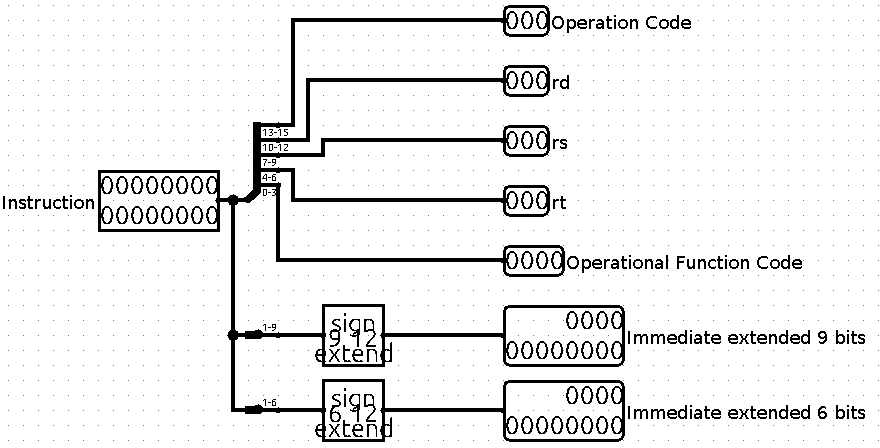 000 Operation Code
000 rd
13-15
10-12
000 rs
7-9
4-6
0-3
00000000
Instruction
00000000
000 rt
0000 Operational Function Code
1-9
sign
9 12
extend
0000
00000000
Immediate extended 9 bits
1-6
sign
6 12
extend
0000
00000000
Immediate extended 6 bits